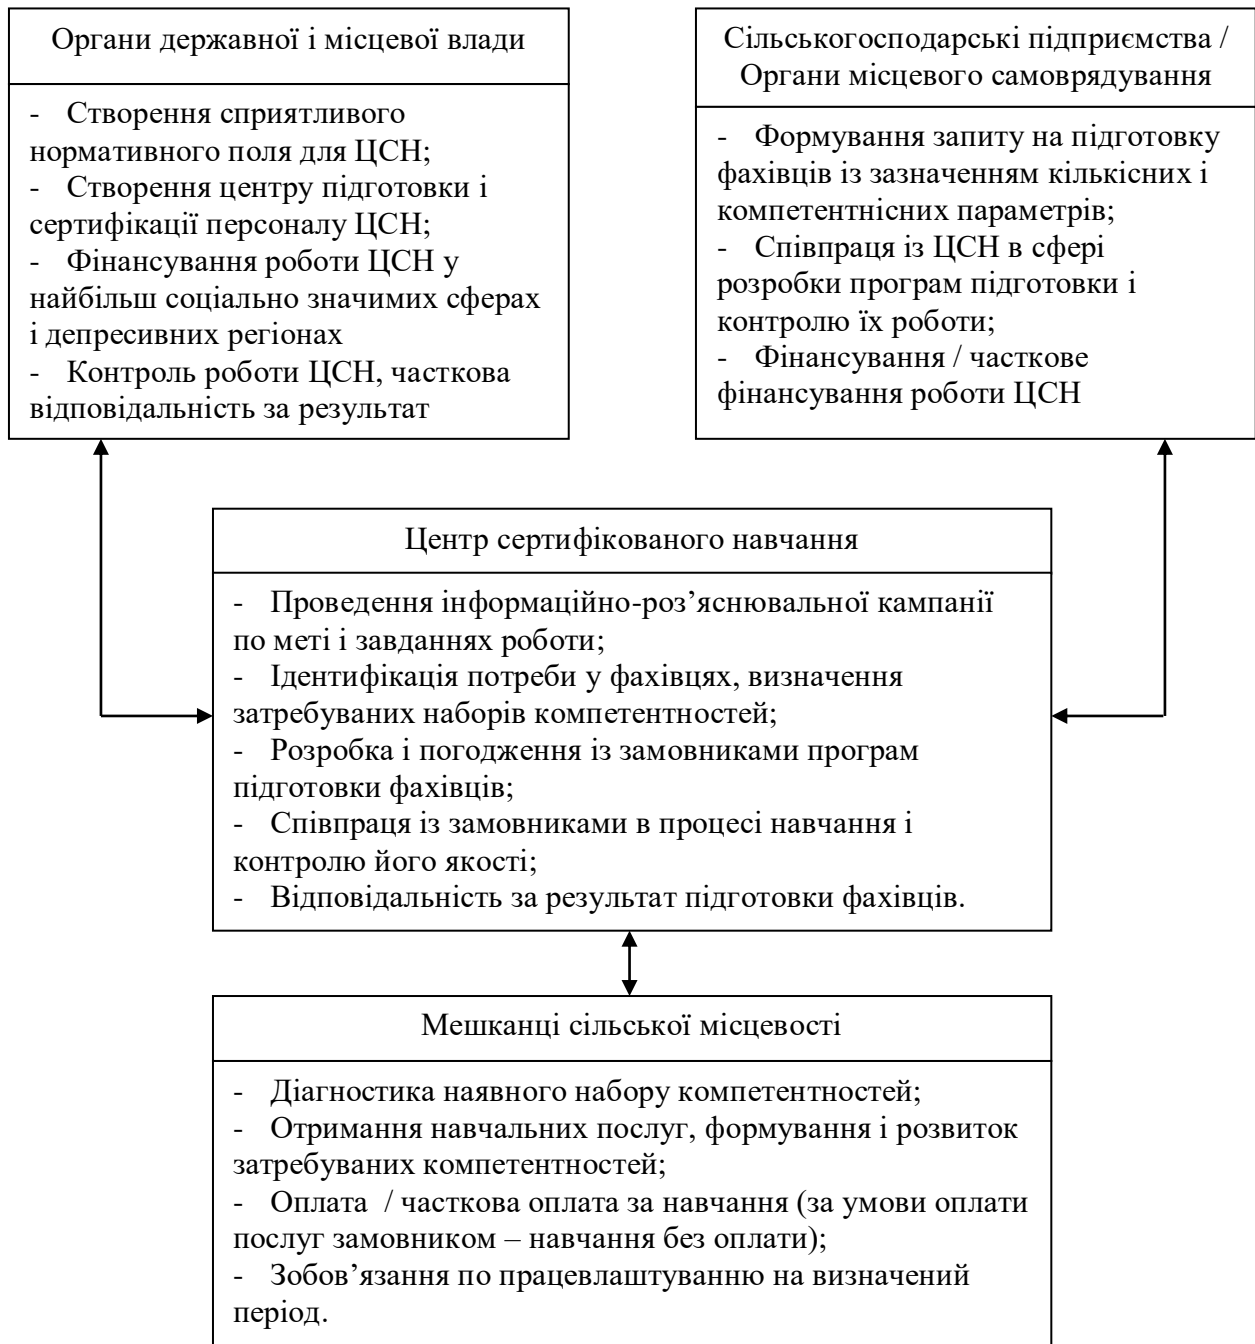 Органи державної і місцевої влади
- Створення сприятливого
нормативного поля для ЦСН;
- Створення центру підготовки і
сертифікації персоналу ЦСН;
- Фінансування роботи ЦСН у
найбільш соціально значимих сферах
і депресивних регіонах
- Контроль роботи ЦСН, часткова
відповідальність за результат
Сільськогосподарські підприємства /
Органи місцевого самоврядування
- Формування запиту на підготовку
фахівців із зазначенням кількісних і
компетентнісних параметрів;
- Співпраця із ЦСН в сфері
розробки програм підготовки і
контролю їх роботи;
- Фінансування / часткове
фінансування роботи ЦСН
Центр сертифікованого навчання
- Проведення інформаційно-роз’яснювальної кампанії
по меті і завданнях роботи;
- Ідентифікація потреби у фахівцях, визначення
затребуваних наборів компетентностей;
- Розробка і погодження із замовниками програм
підготовки фахівців;
- Співпраця із замовниками в процесі навчання і
контролю його якості;
- Відповідальність за результат підготовки фахівців.
Мешканці сільської місцевості
- Діагностика наявного набору компетентностей;
- Отримання навчальних послуг, формування і розвиток
затребуваних компетентностей;
- Оплата / часткова оплата за навчання (за умови оплати
послуг замовником – навчання без оплати);
- Зобов’язання по працевлаштуванню на визначений
період.